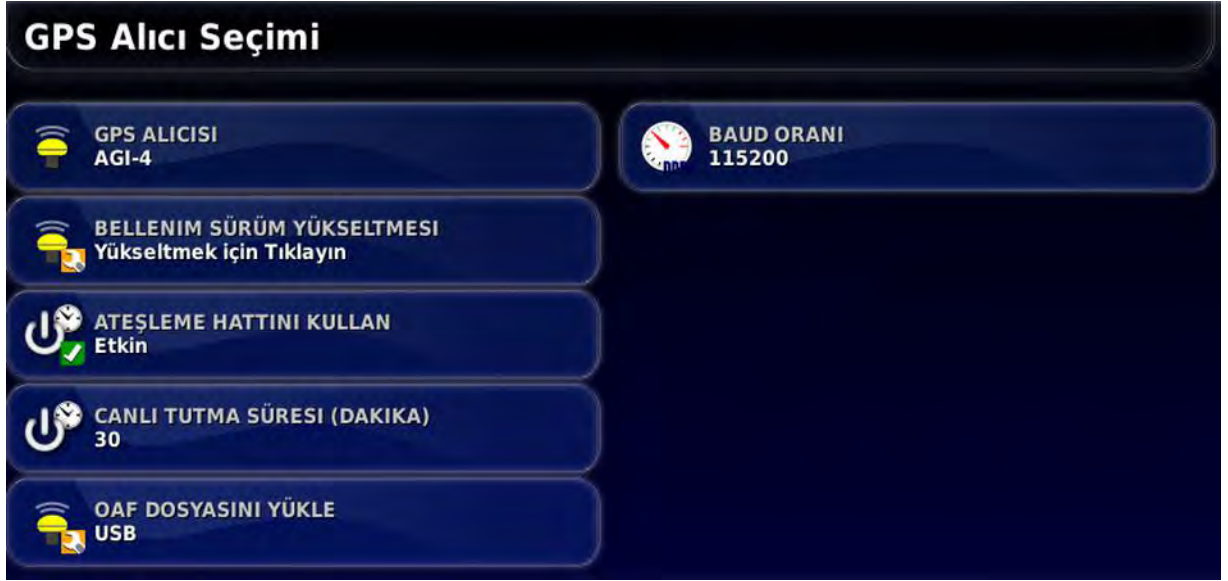 GPS Alıcı Seçimi
GPS ALICISI
AGI-4
BAUD ORANI
115200
BELLENIM SÜRÜM YÜKSELTMESI
Yükseltmek için Tıklayın
ATEŞLEME HATTINI KULLAN
Etkin
CANLI TUTMA SÜRESI (DAKIKA)
30
OAF DOSYASINI YÜKLE
USB